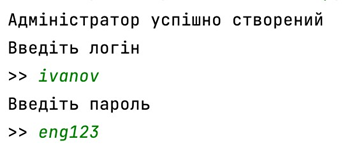 Адміністратор успішно створений
Введіть логін
>> ivanov
Введіть пароль
>> eng123